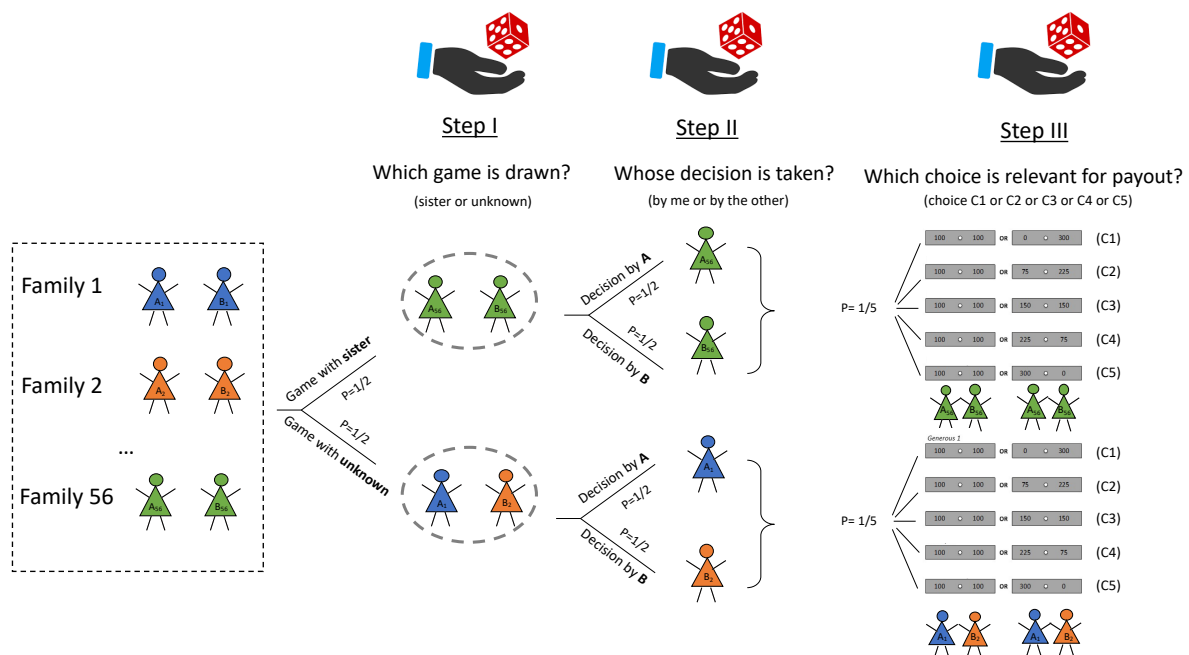 Step I
Step II
Step III
Which game is drawn?
Whose decision is taken?
Which choice is relevant for payout?
(sister or unknown)
(by me or by the other)
(choice C1 or C2 or C3 or C4 or C5)
Family 1
A1
B1
Family 2
A2
B2
...
Family 56
A56
B56
Game with sister
P=1/2
P=1/2
Game with unknown
A56
B56
Decision by A
P=1/2
P=1/2
Decision by B
A56
B56
P= 1/5
100 100 OR 0 300 (C1)
100 100 OR 75 225 (C2)
100 100 OR 150 150 (C3)
100 100 OR 225 75 (C4)
100 100 OR 300 0 (C5)
A56 B56 A56 B56
A1
B2
Decision by A
P=1/2
P=1/2
Decision by B
A1
B2
P= 1/5
Generous 1
100 100 OR 0 300 (C1)
100 100 OR 75 225 (C2)
100 100 OR 150 150 (C3)
100 100 OR 225 75 (C4)
100 100 OR 300 0 (C5)
A1 B2 A1 B2